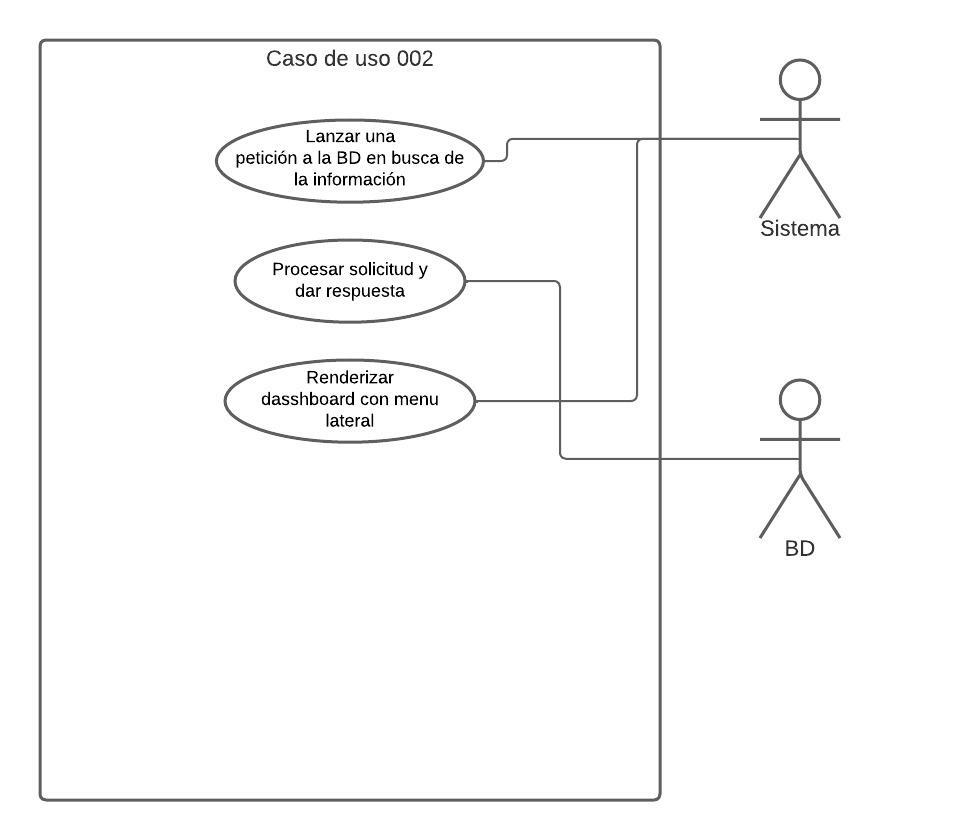 Caso de uso 002
Lanzar una
petición a la BD en busca de
la información
Sistema
Procesar solicitud y
dar respuesta
Renderizar
dasshboard con menu
lateral
BD